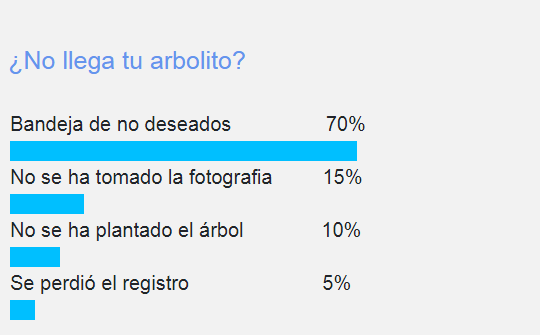 ¿No llega tu arbolito?
Bandeja de no deseados 70%
No se ha tomado la fotografia 15%
No se ha plantado el árbol 10%
Se perdió el registro 5%